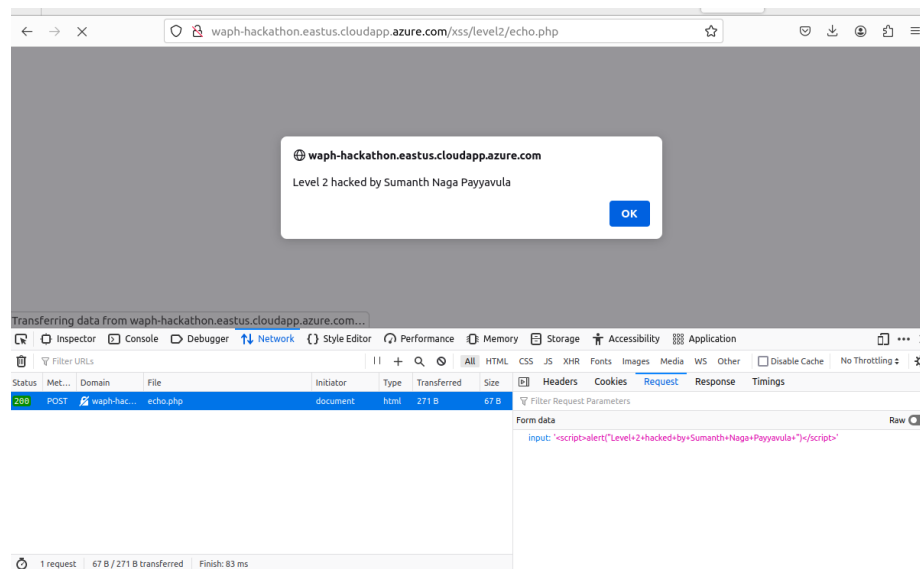 waph-hackathon.eastus.cloudapp.azure.com/xss/level2/echo.php
waph-hackathon.eastus.cloudapp.azure.com
Level 2 hacked by Sumanth Naga Payyavula
OK
Transferring data from waph-hackathon.eastus.cloudapp.azure.com…
Inspector Console Debugger Network Style Editor Performance Memory Storage Accessibility Application
Filter URLs All HTML CSS JS XHR Fonts Images Media WS Other Disable Cache No Throttling
Status Met... Domain File Initiator Type Transferred Size Headers Cookies Request Response Timings
200 POST waph-hac... echo.php document html 271 B 67 B Filter Request Parameters
Form data Raw
input: "<script>alert("Level+2+hacked+by+Sumanth+Naga+Payyavula+")</script>"
1 request 67 B / 271 B transferred Finish: 83 ms